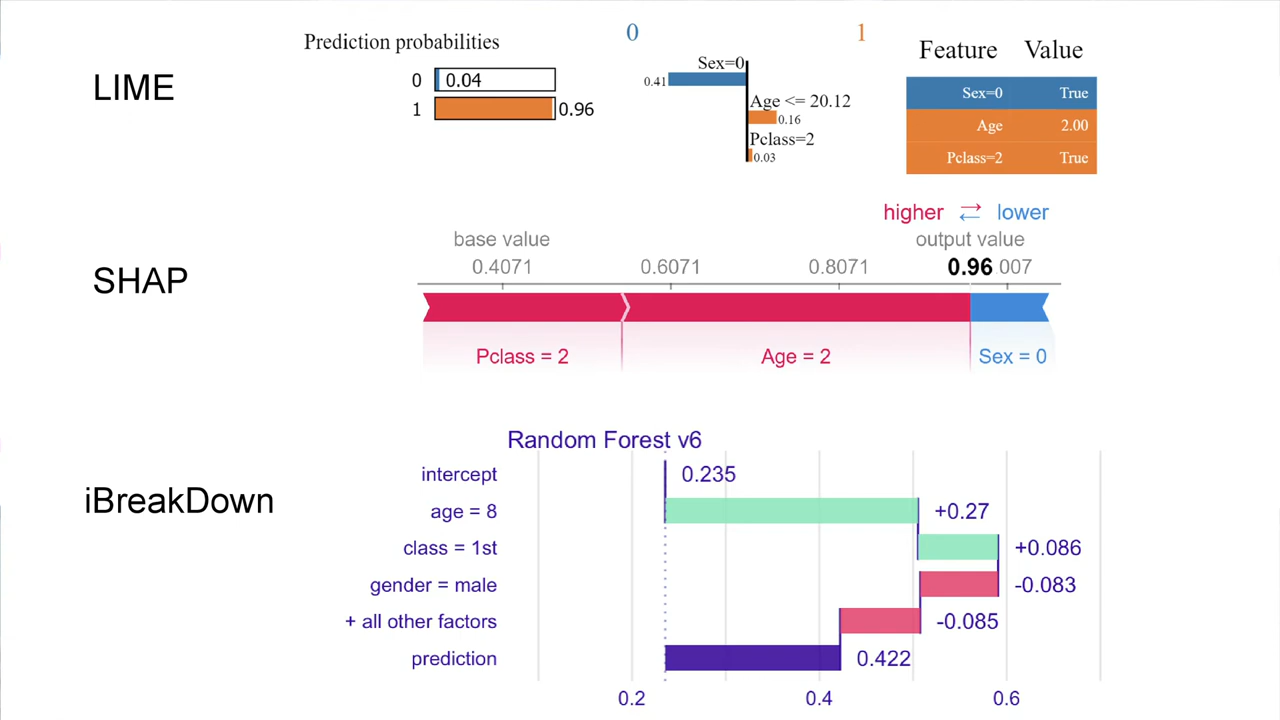 LIME
Prediction probabilities
0 0.04
1 0.96
0 1
Sex=0
0.41
Age <= 20.12
0.16
Pclass=2
0.03
Feature Value
Sex=0 True
Age 2.00
Pclass=2 True
SHAP
higher lower
base value output value
0.4071 0.6071 0.8071 0.96 .007
Pclass = 2 Age = 2 Sex = 0
iBreakDown
Random Forest v6
intercept 0.235
age = 8 +0.27
class = 1st +0.086
gender = male -0.083
+ all other factors -0.085
prediction 0.422
0.2 0.4 0.6